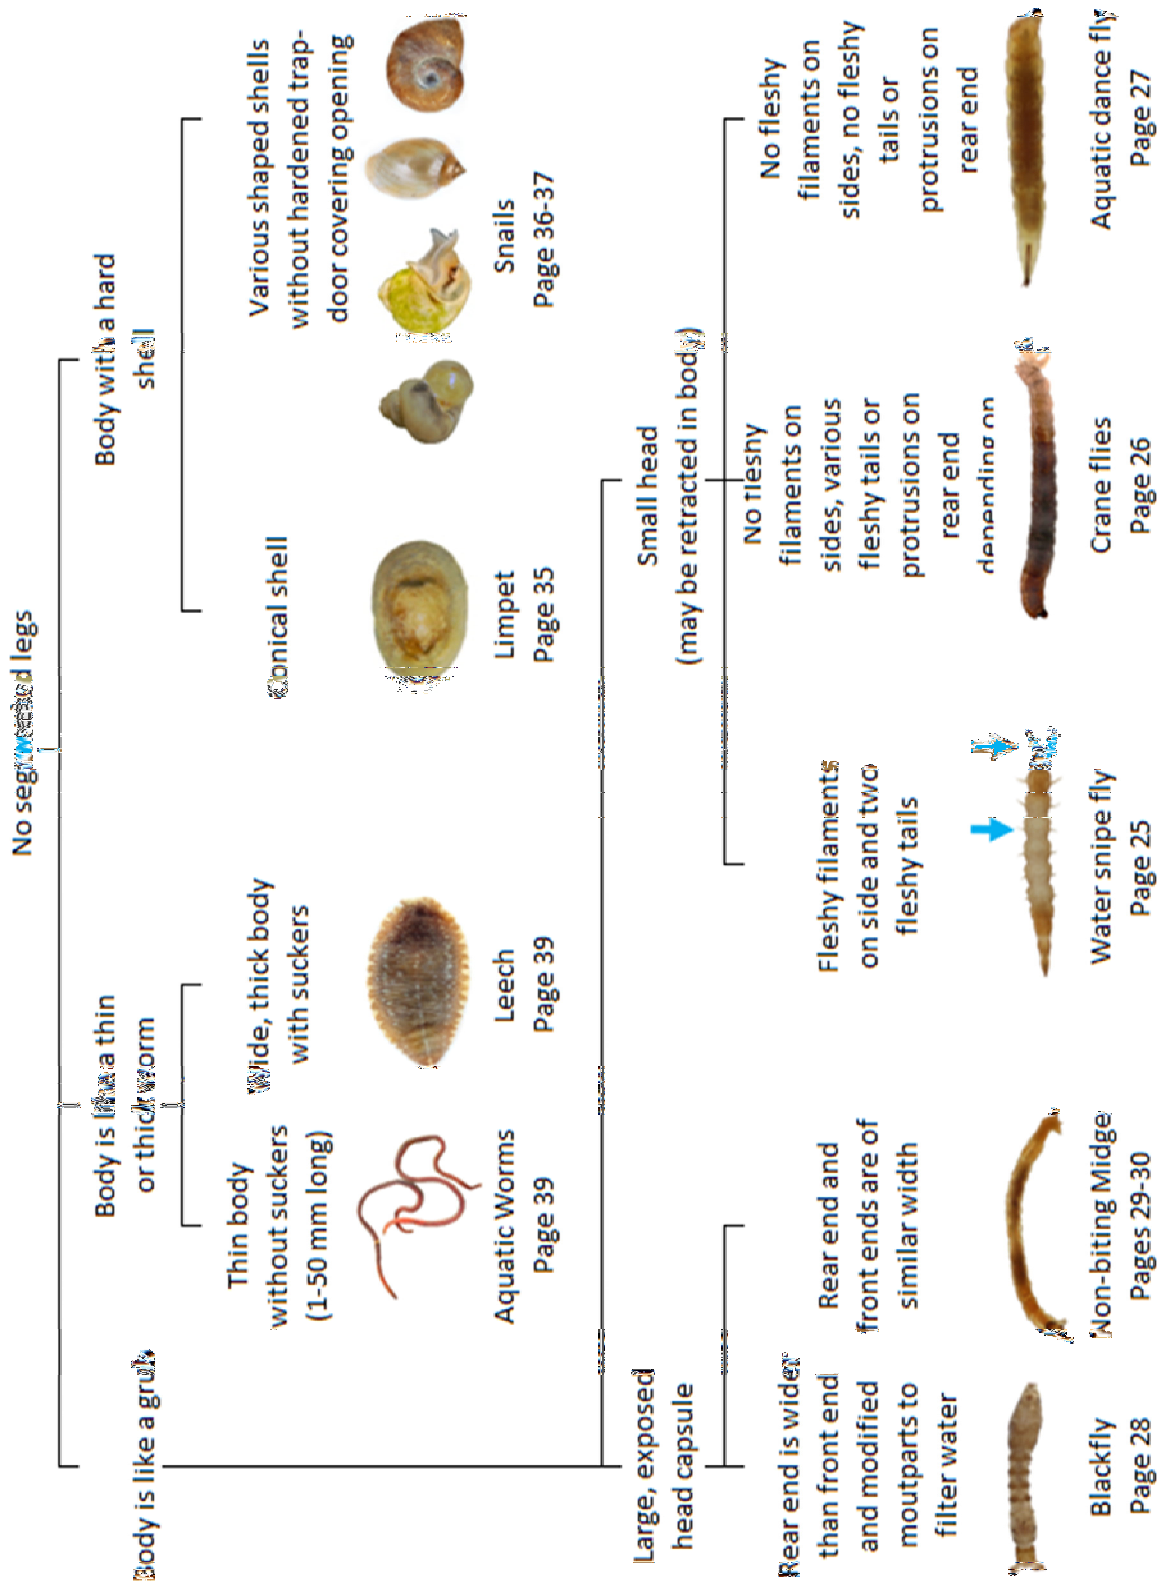 No segmented legs
Body is like a grub
Body is like a thin
or thick worm
Body with a hard
shell
Thin body
without suckers
(1-50 mm long)
Aquatic Worms
Page 39
Wide, thick body
with suckers
Leech
Page 39
Conical shell
Limpet
Page 35
Various shaped shells
without hardened trap-
door covering opening
Snails
Page 36-37
Large, exposed
head capsule
Small head
(may be retracted in body)
Rear end is wider
than front end
and modified
moutparts to
filter water
Blackfly
Page 28
Rear end and
front ends are of
similar width
Non-biting Midge
Pages 29-30
Fleshy filaments
on side and two
fleshy tails
Water snipe fly
Page 25
No fleshy
filaments on
sides, various
fleshy tails or
protrusions on
rear end
depending on
Crane flies
Page 26
No fleshy
filaments on
sides, no fleshy
tails or
protrusions on
rear end
Aquatic dance fly
Page 27